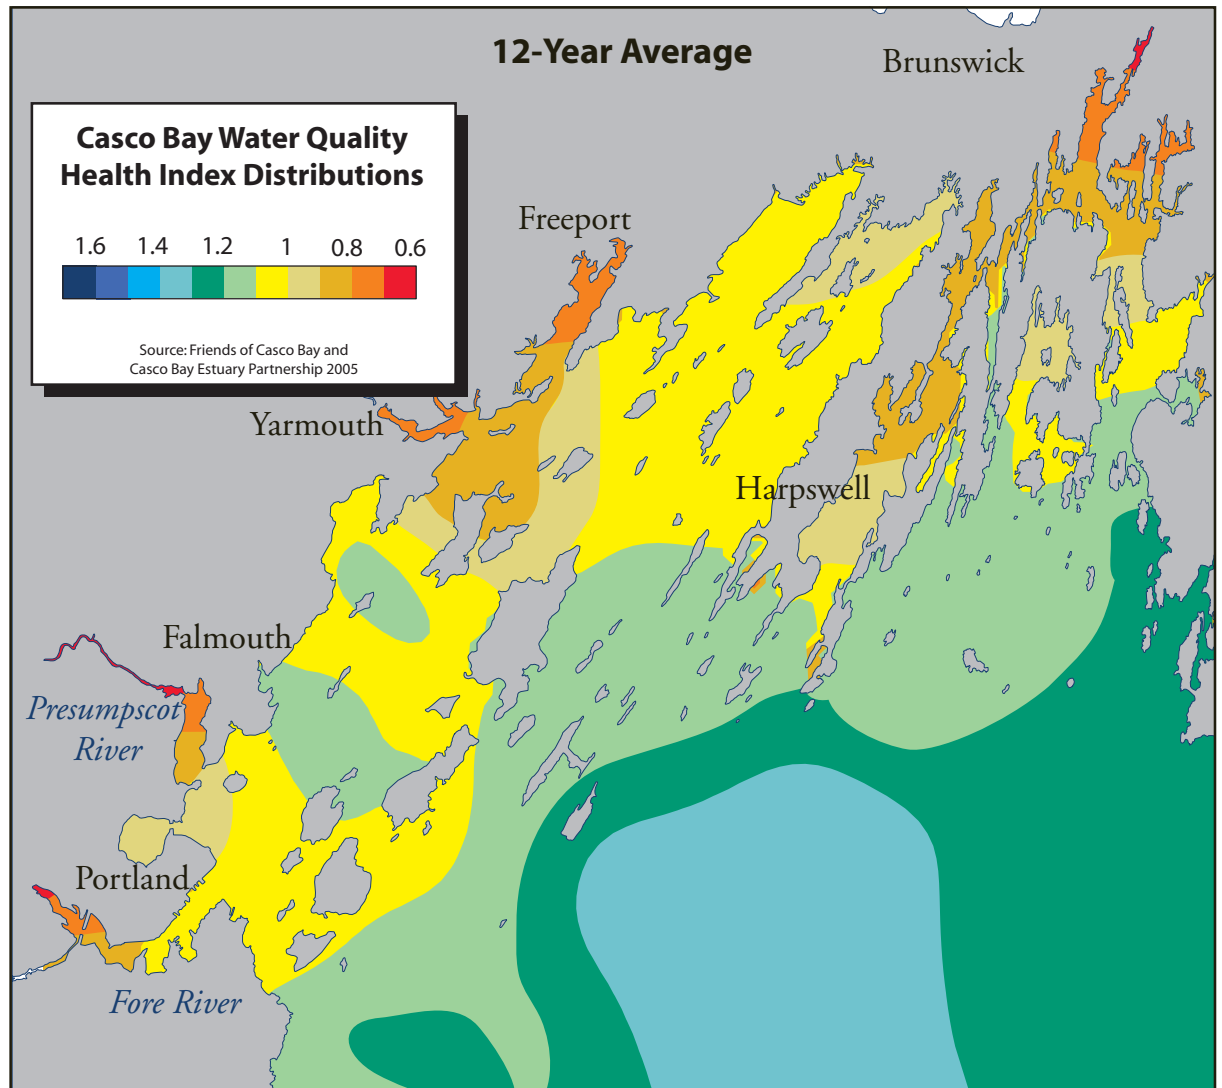 12-Year Average
Brunswick
Casco Bay Water Quality
Health Index Distributions
1.6 1.4 1.2 1 0.8 0.6
Source: Friends of Casco Bay and
Casco Bay Estuary Partnership 2005
Freeport
Yarmouth
Harpswell
Falmouth
Presumpscot
River
Portland
Fore River